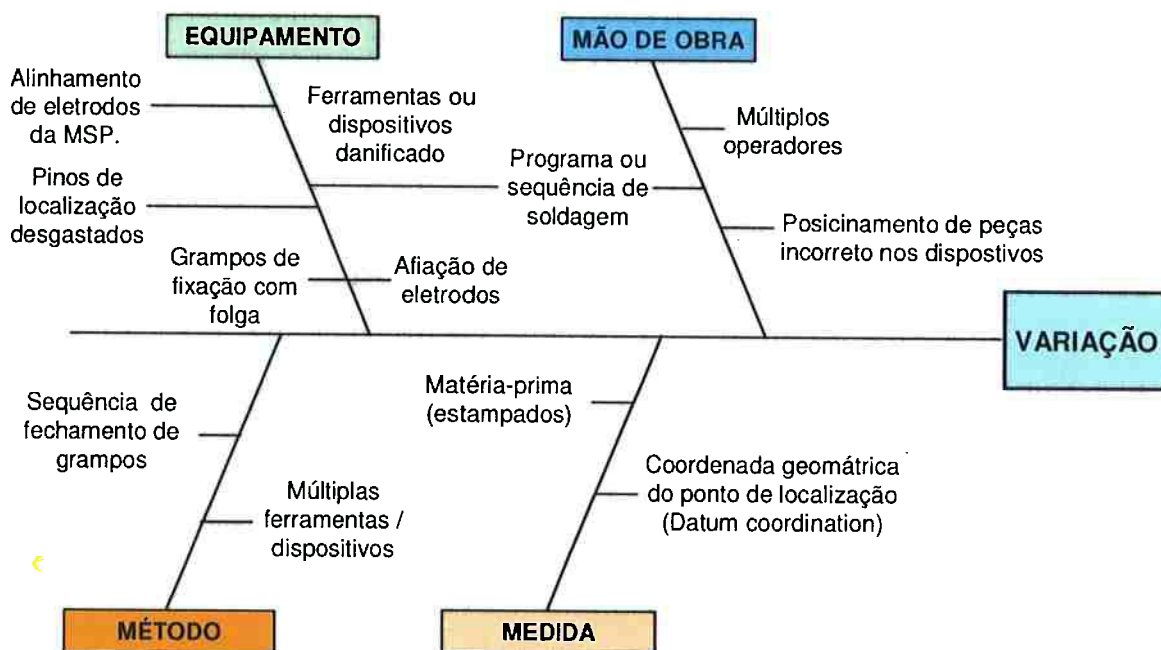 EQUIPAMENTO
MÃO DE OBRA
Alinhamento
de eletrodos
da MSP.
Ferramentas ou
dispositivos
danificado
Pinos de
localização
desgastados
Grampos de
fixação com
folga
Afiação de
eletrodos
Programa ou
sequência de
soldagem
Múltiplos
operadores
Posicinamento de peças
incorreto nos dispostivos
VARIAÇÃO
Sequência de
fechamento de
grampos
Múltiplas
ferramentas /
dispositivos
Matéria-prima
(estampados)
Coordenada geomátrica
do ponto de localização
(Datum coordination)
MÉTODO
MEDIDA